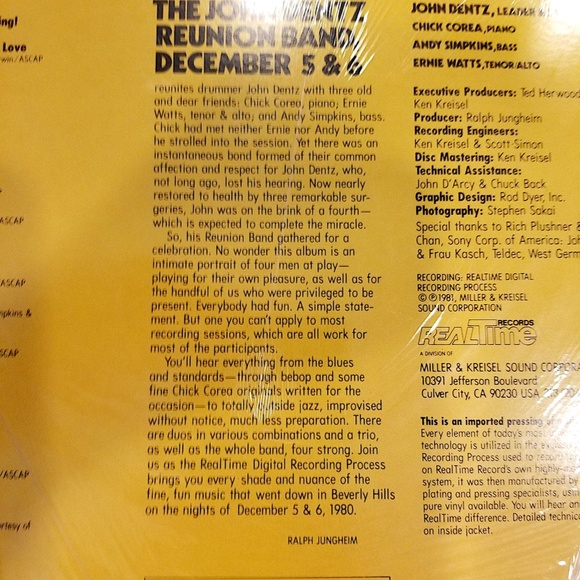 ing!
Love
win/ASCAP
ASCAP
ASCAP
mpkins &
ASCAP
/ASCAP
rtesy of
THE JOHN DENTZ
REUNION BAND,
DECEMBER 5 & 6
reunites drummer John Dentz with three old
and dear friends: Chick Corea, piano; Ernie
Watts, tenor & alto; and Andy Simpkins, bass.
Chick had met neither Ernie nor Andy before
he strolled into the session. Yet there was an
instantaneous band formed of their common
affection and respect for John Dentz, who,
not long ago, lost his hearing. Now nearly
restored to health by three remarkable sur-
geries, John was on the brink of a fourth—
which is expected to complete the miracle.
So, his Reunion Band gathered for a
celebration. No wonder this album is an
intimate portrait of four men at play—
playing for their own pleasure, as well as for
the handful of us who were privileged to be
present. Everybody had fun. A simple state-
ment. But one you can't apply to most
recording sessions, which are all work for
most of the participants.
You'll hear everything from the blues
and standards—through bebop and some
fine Chick Corea originals written for the
occasion—to totally outside jazz, improvised
without notice, much less preparation. There
are duos in various combinations and a trio,
as well as the whole band, four strong. Join
us as the RealTime Digital Recording Process
brings you every shade and nuance of the
fine, fun music that went down in Beverly Hills
on the nights of December 5 & 6, 1980.
RALPH JUNGHEIM
JOHN DENTZ, LEADER &
CHICK COREA, PIANO
ANDY SIMPKINS, BASS
ERNIE WATTS, TENOR/ALTO
Executive Producers: Ted Herwood
Ken Kreisel
Producer: Ralph Jungheim
Recording Engineers:
Ken Kreisel & Scott Simon
Disc Mastering: Ken Kreisel
Technical Assistance:
John D'Arcy & Chuck Back
Graphic Design: Rod Dyer, Inc.
Photography: Stephen Sakai
Special thanks to Rich Plushner &
Chan, Sony Corp. of America: Jo
& Frau Kasch, Teldec, West Germ
RECORDING: REALTIME DIGITAL
RECORDING PROCESS
© ℗ 1981, MILLER & KREISEL
SOUND CORPORATION
RECORDS
REALTime
A DIVISION OF
MILLER & KREISEL SOUND CORPORA
10391 Jefferson Boulevard
Culver City, CA 90230 USA
This is an imported pressing
Every element of today's most
technology is utilized in the
Recording Process used to
on RealTime Record's own highly-
system, it was then manufactured by
plating and pressing specialists, usin
pure vinyl available. You will hear an
RealTime difference. Detailed technic
on inside jacket.